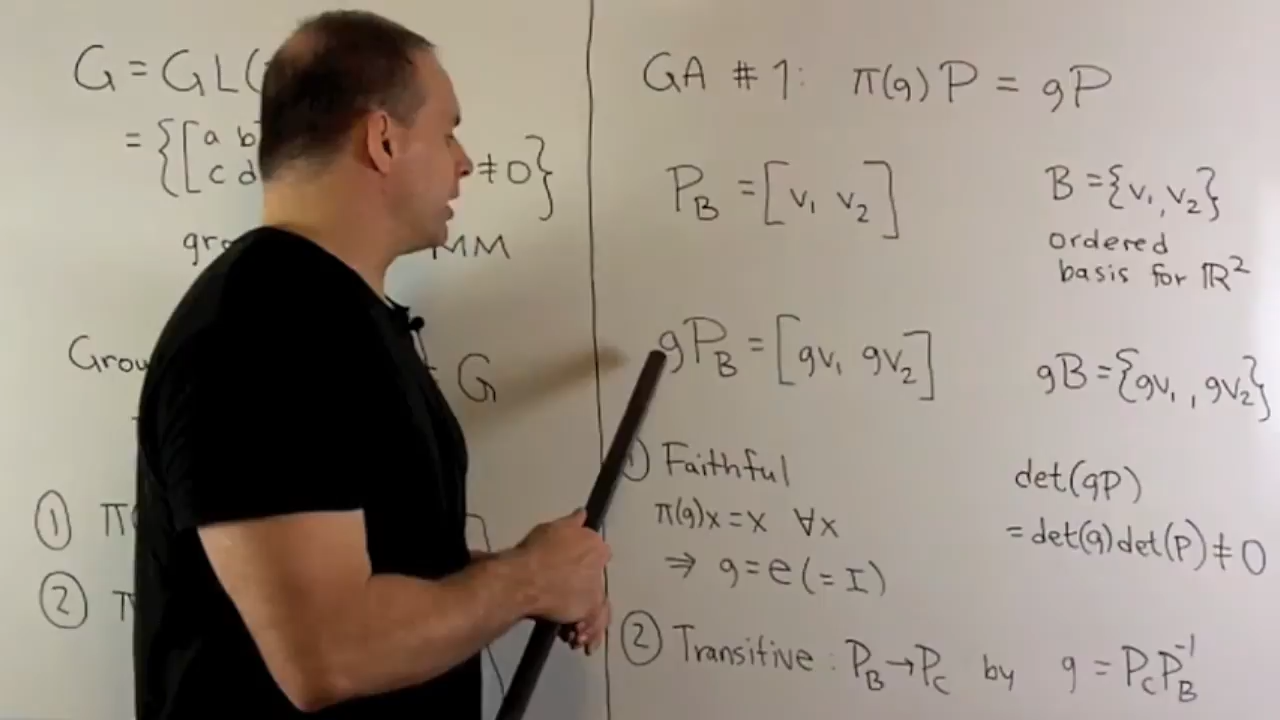 G = GL(
= {[a b
c d ≠ 0}
MM
G
① π
②
GA # 1: π(g)P = gP
P_B = [v₁ v₂]
B = {v₁, v₂}
ordered
basis for ℝ²
gP_B = [gv₁ gv₂]
gB = {gv₁, gv₂}
① Faithful
π(g)x = x ∀x
⇒ g = e (= I)
det(gP)
= det(g)det(P) ≠ 0
② Transitive: P_B → P_C by g = P_C P_B⁻¹